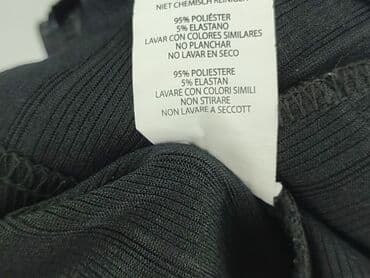 NIET CHEMISCH REINIGEN
95% POLIÉSTER
5% ELASTANO
LAVAR CON COLORES SIMILARES
NO PLANCHAR
NO LAVAR EN SECO
95% POLIESTERE
5% ELASTAN
LAVARE CON COLORI SIMILI
NON STIRARE
NON LAVARE A SECCOTT